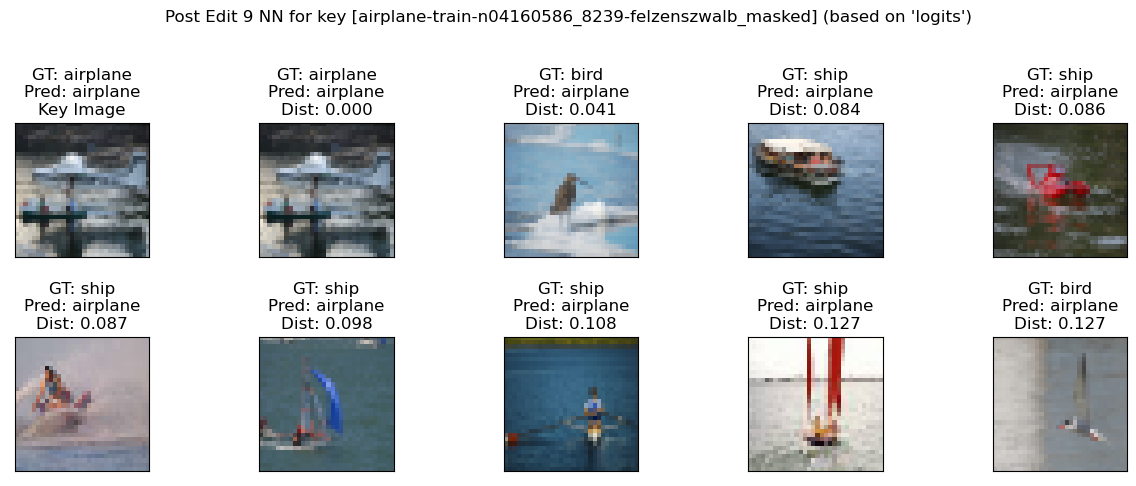 Post Edit 9 NN for key [airplane-train-n04160586_8239-felzenszwalb_masked] (based on 'logits')
GT: airplane
Pred: airplane
Key Image
GT: airplane
Pred: airplane
Dist: 0.000
GT: bird
Pred: airplane
Dist: 0.041
GT: ship
Pred: airplane
Dist: 0.084
GT: ship
Pred: airplane
Dist: 0.086
GT: ship
Pred: airplane
Dist: 0.087
GT: ship
Pred: airplane
Dist: 0.098
GT: ship
Pred: airplane
Dist: 0.108
GT: ship
Pred: airplane
Dist: 0.127
GT: bird
Pred: airplane
Dist: 0.127